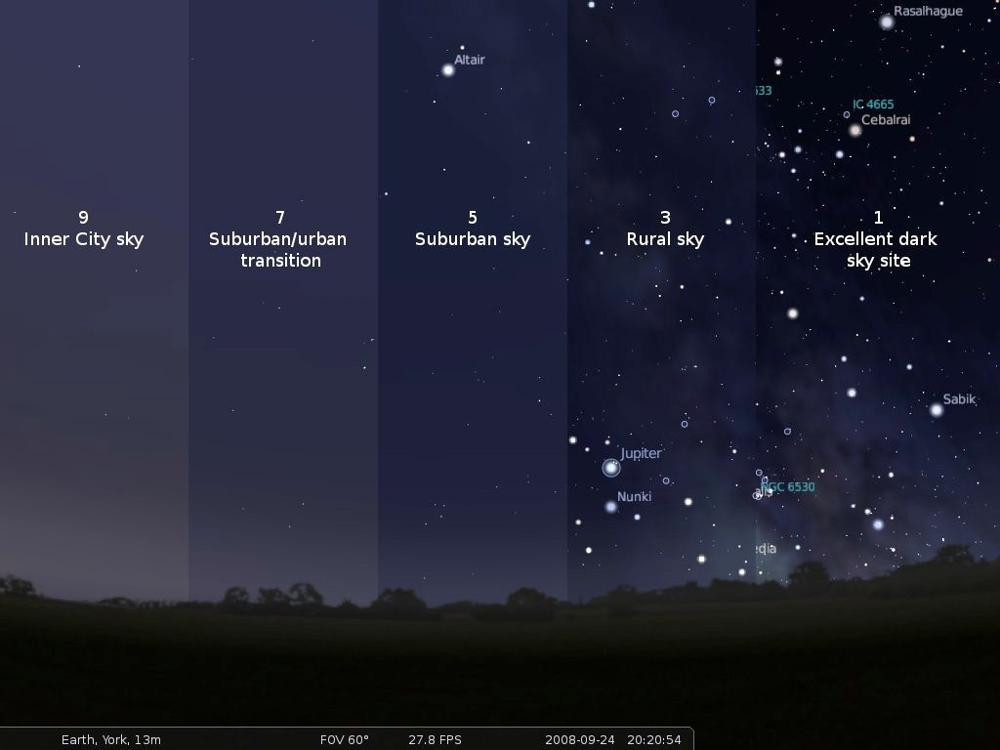 Rasalhague
Altair
633
IC 4665
Cebalrai
9
Inner City sky
7
Suburban/urban
transition
5
Suburban sky
3
Rural sky
1
Excellent dark
sky site
Sabik
Jupiter
NGC 6530
alis
Nunki
edia
Earth, York, 13m
FOV 60°
27.8 FPS
2008-09-24
20:20:54